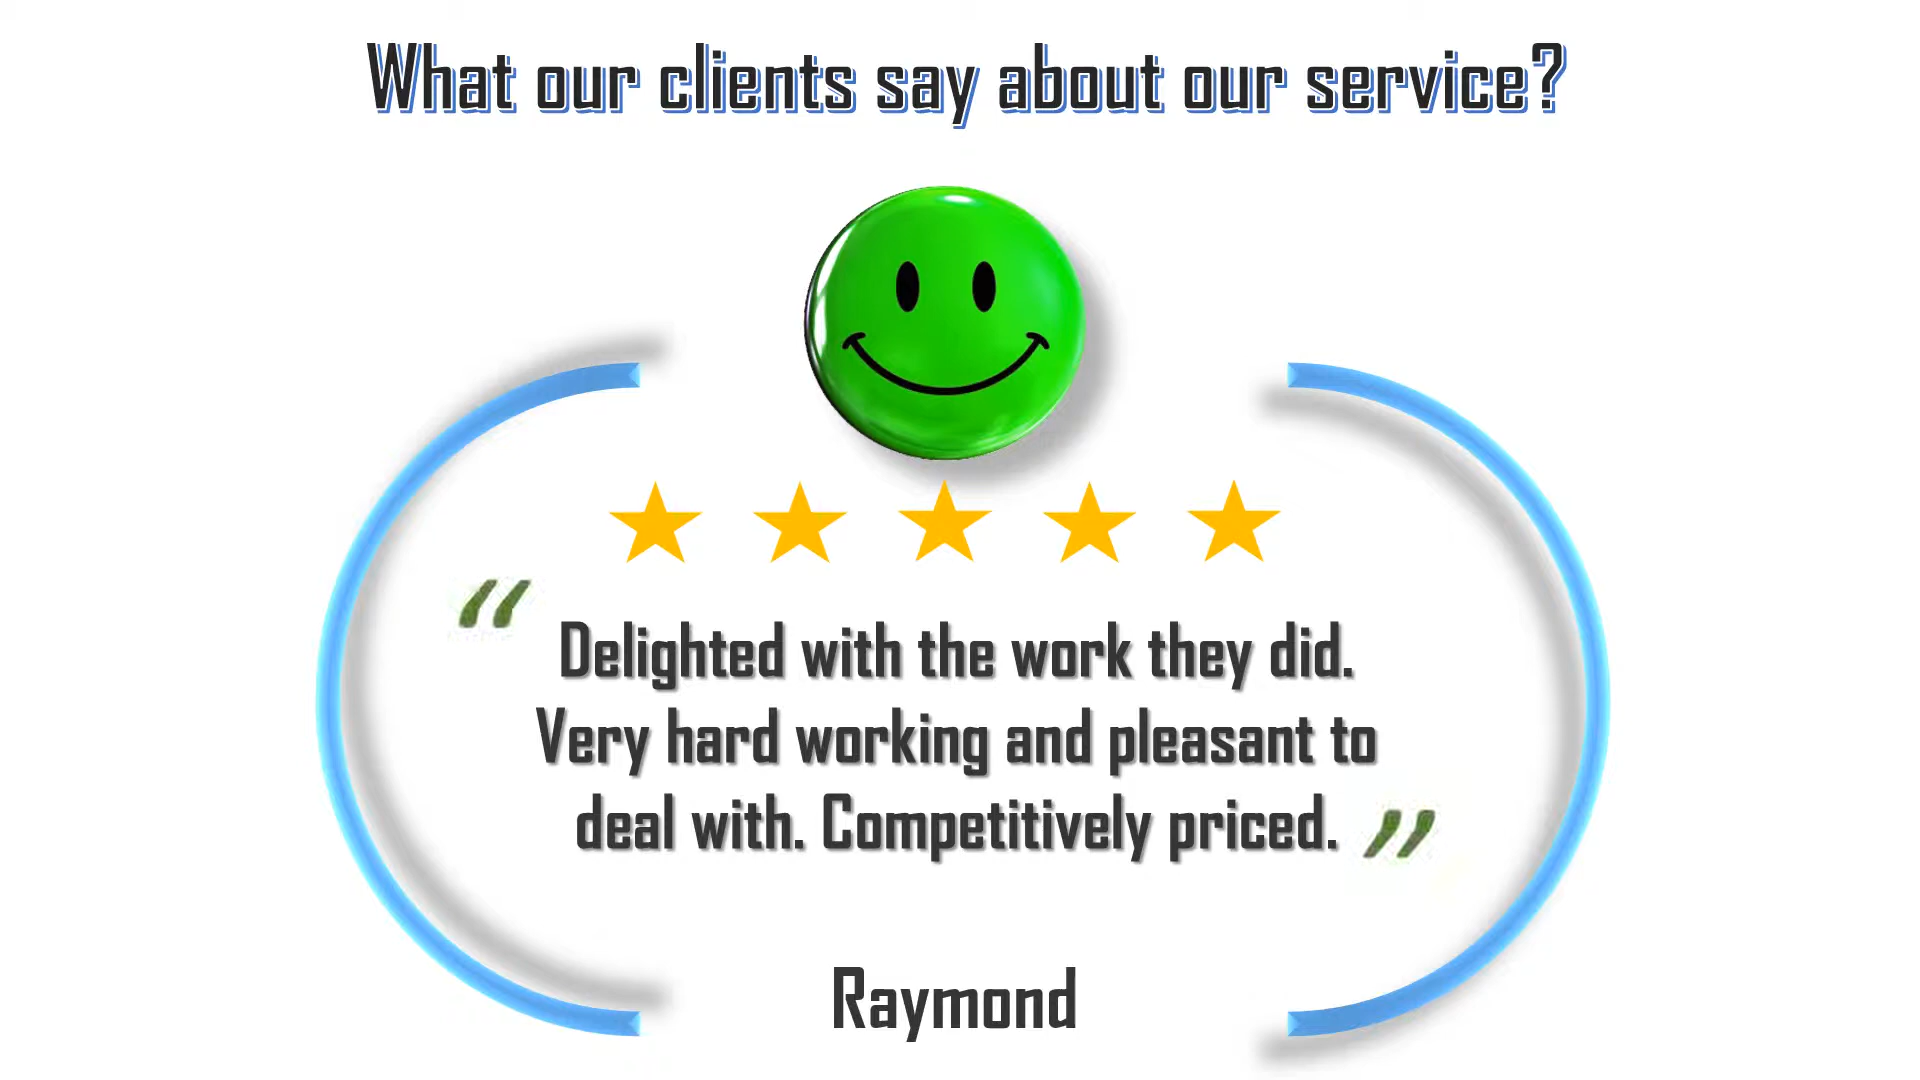 What our clients say about our service?
“ Delighted with the work they did.
Very hard working and pleasant to
deal with. Competitively priced. ”
Raymond